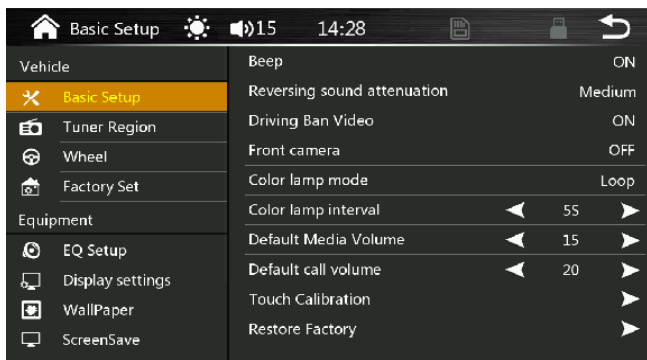 Basic Setup 15 14:28
Vehicle
Basic Setup
Tuner Region
Wheel
Factory Set
Equipment
EQ Setup
Display settings
WallPaper
ScreenSave
Beep ON
Reversing sound attenuation Medium
Driving Ban Video ON
Front camera OFF
Color lamp mode Loop
Color lamp interval 5S
Default Media Volume 15
Default call volume 20
Touch Calibration
Restore Factory